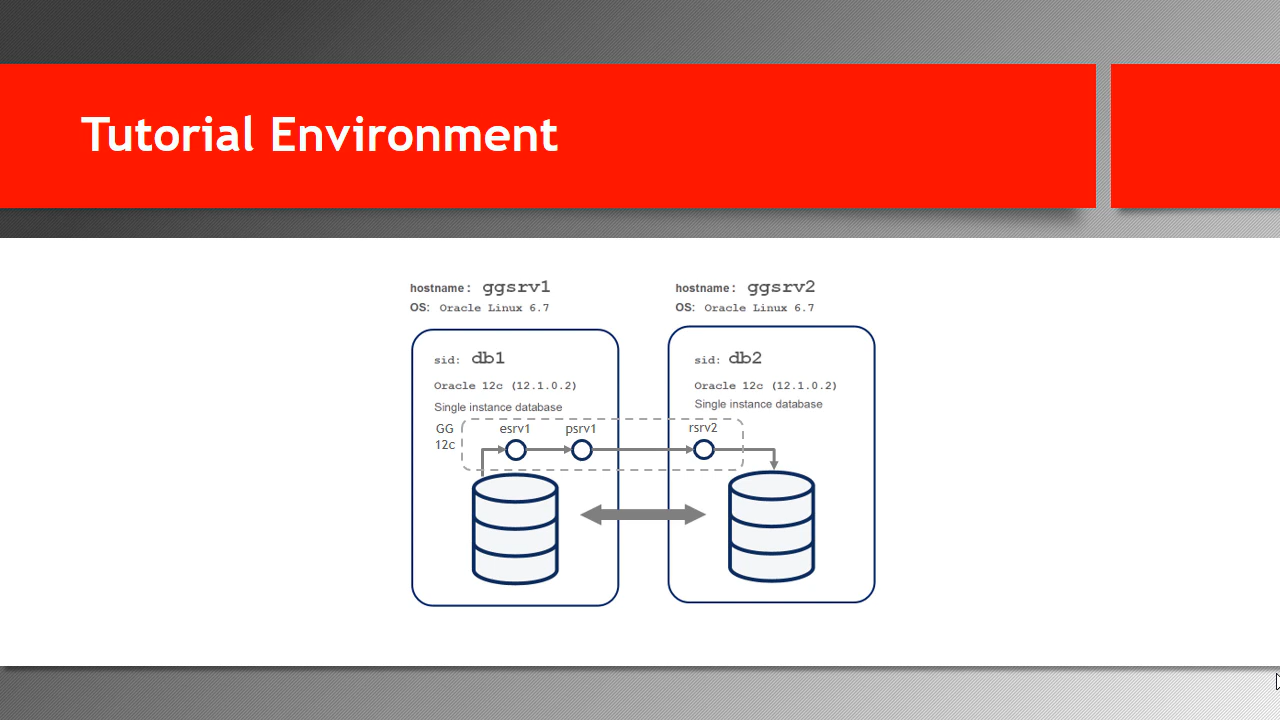 Tutorial Environment
hostname: ggsrv1
OS: Oracle Linux 6.7
sid: db1
Oracle 12c (12.1.0.2)
Single instance database
GG
12c
esrv1
psrv1
hostname: ggsrv2
OS: Oracle Linux 6.7
sid: db2
Oracle 12c (12.1.0.2)
Single instance database
rsrv2